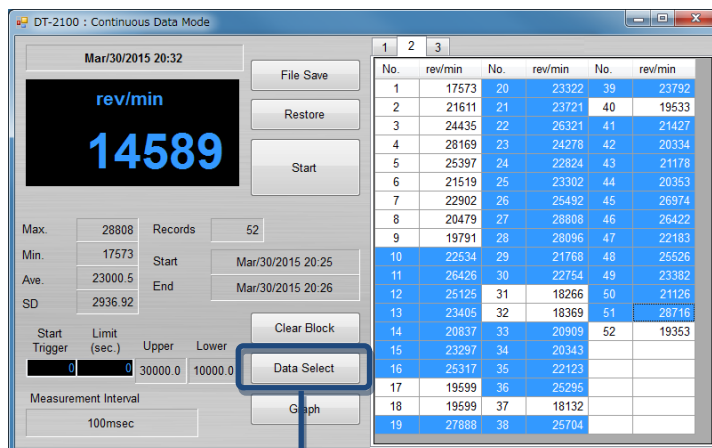 DT-2100 : Continuous Data Mode
Mar/30/2015 20:32
rev/min
14589
File Save
Restore
Start
Max. 28808 Records 52
Min. 17573
Start Mar/30/2015 20:25
Ave. 23000.5
End Mar/30/2015 20:26
SD 2936.92
Start Trigger
Limit (sec.)
Upper
Lower
0 0 30000.0 10000.0
Clear Block
Data Select
Graph
Measurement Interval
100msec
1 2 3
No. rev/min No. rev/min No. rev/min
1 17573 20 23322 39 23792
2 21611 21 23721 40 19533
3 24435 22 26321 41 21427
4 28169 23 24278 42 20334
5 25397 24 22824 43 21178
6 21519 25 23302 44 20353
7 22902 26 25492 45 26974
8 20479 27 28808 46 26422
9 19791 28 28096 47 22183
10 22534 29 21768 48 25526
11 26426 30 22754 49 23382
12 25125 31 18266 50 21126
13 23405 32 18369 51 28716
14 20837 33 20909 52 19353
15 23297 34 20343
16 25317 35 22123
17 19599 36 25295
18 19599 37 18132
19 27888 38 25704